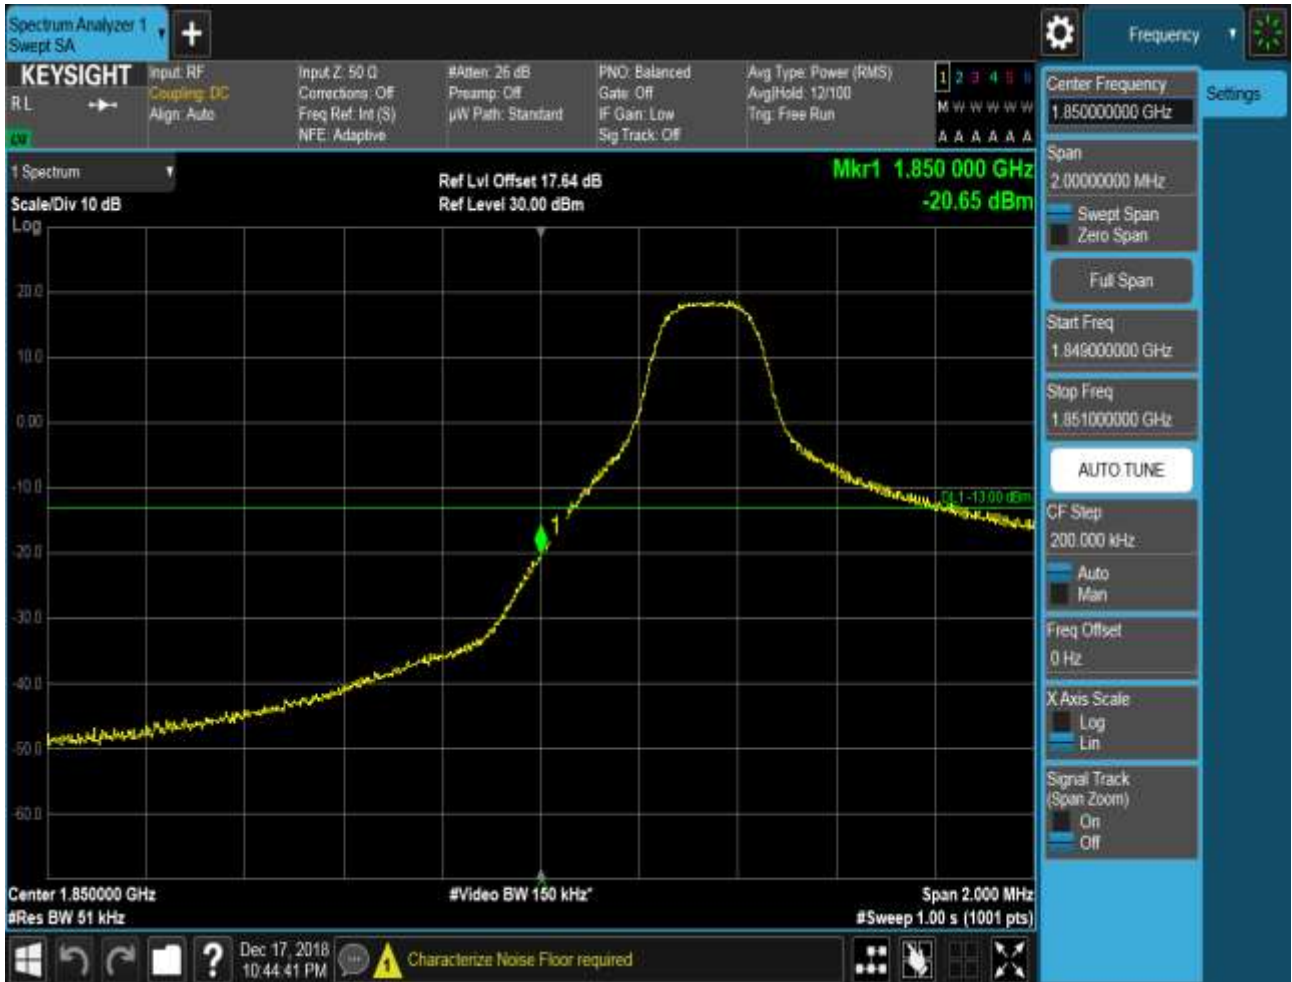 Spectrum Analyzer 1
Swept SA
Frequency
KEYSIGHT
RL
Input: RF
Coupling: DC
Align: Auto
Input Z: 50 Ω
Corrections: Off
Freq Ref: Int (S)
NFE: Adaptive
#Atten: 26 dB
Preamp: Off
µW Path: Standard
PNO: Balanced
Gate: Off
IF Gain: Low
Sig Track: Off
Avg Type: Power (RMS)
Avg|Hold: 12/100
Trig: Free Run
1 2 3 4 5 6
M W W W W W
A A A A A A
1 Spectrum
Scale/Div 10 dB
Log
Ref Lvl Offset 17.64 dB
Ref Level 30.00 dBm
Mkr1 1.850 000 GHz
-20.65 dBm
20.0
10.0
0.00
-10.0
-20.0
-30.0
-40.0
-50.0
-60.0
DL1 -13.00 dBm
1
Center 1.850000 GHz
#Res BW 51 kHz
#Video BW 150 kHz*
Span 2.000 MHz
#Sweep 1.00 s (1001 pts)
Center Frequency
1.850000000 GHz
Settings
Span
2.00000000 MHz
Swept Span
Zero Span
Full Span
Start Freq
1.849000000 GHz
Stop Freq
1.851000000 GHz
AUTO TUNE
CF Step
200.000 kHz
Auto
Man
Freq Offset
0 Hz
X Axis Scale
Log
Lin
Signal Track
(Span Zoom)
On
Off
Dec 17, 2018
10:44:41 PM
Characterize Noise Floor required